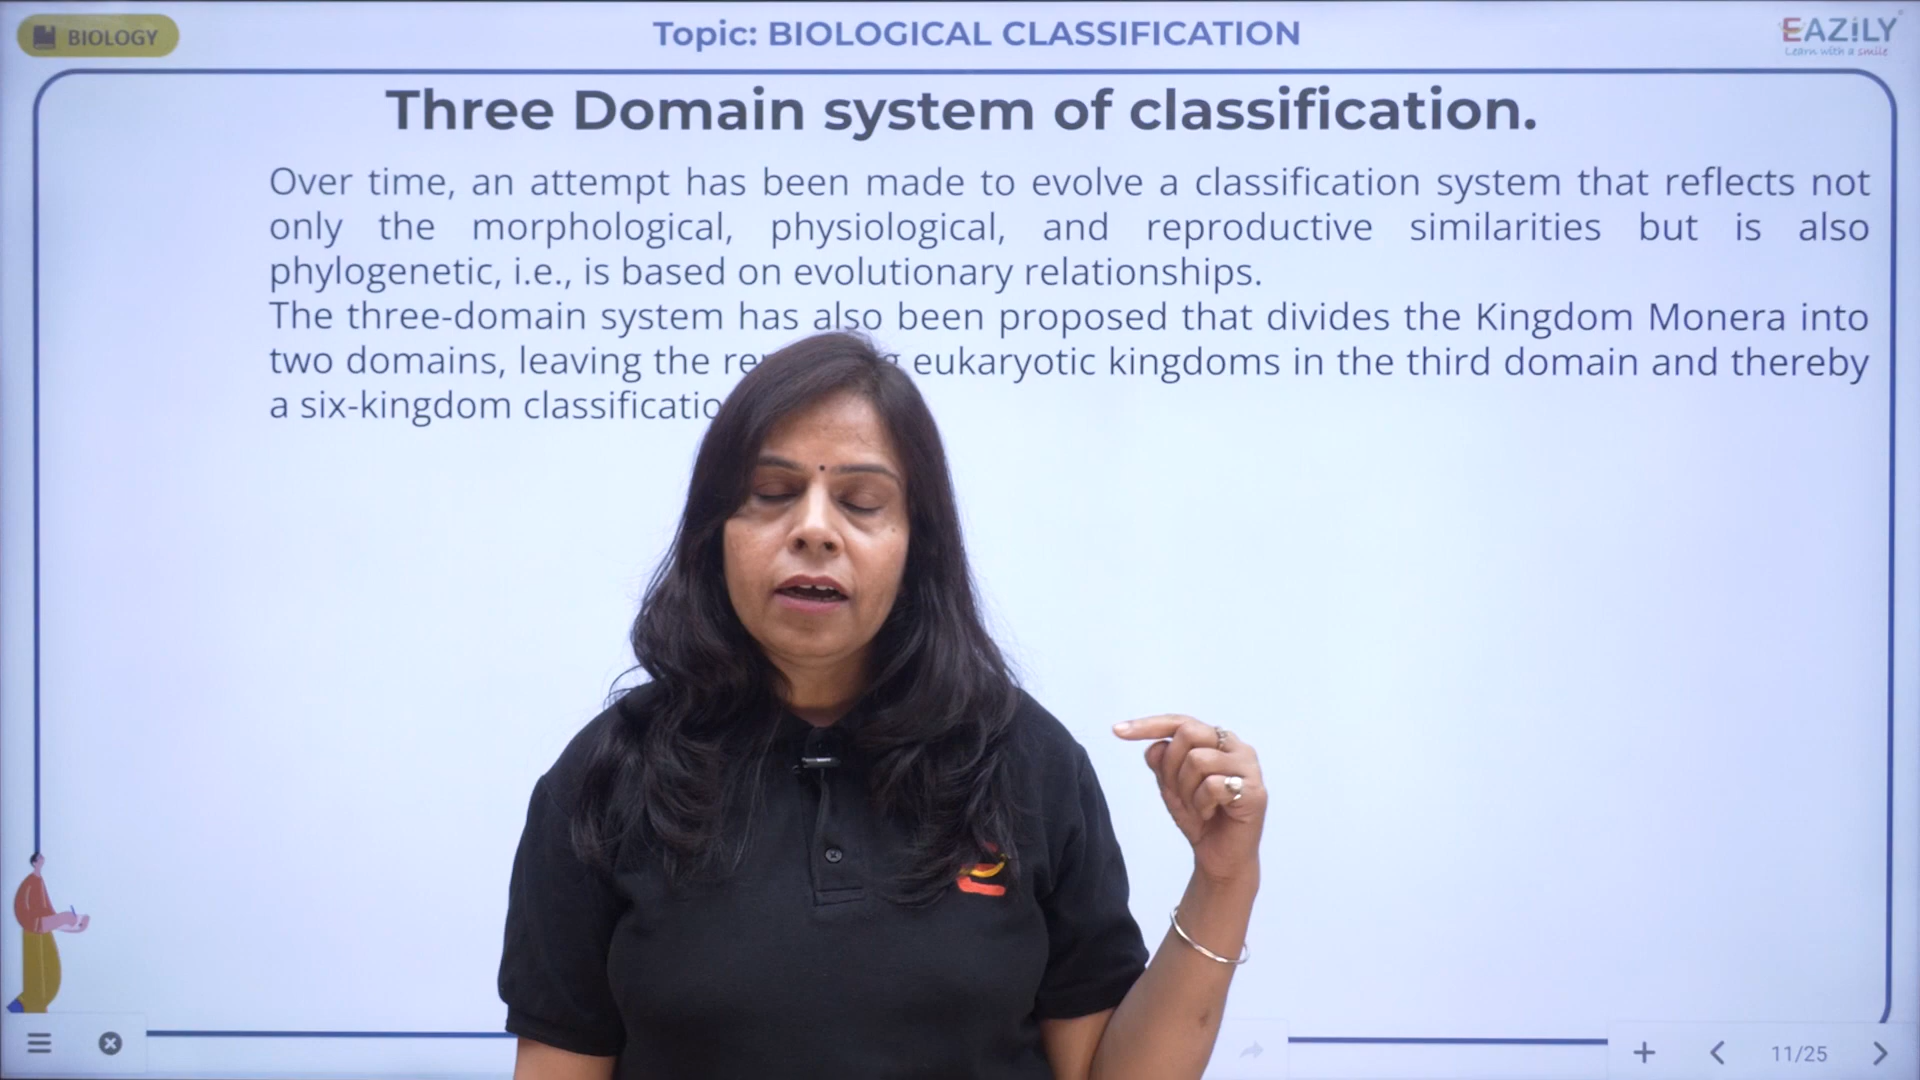 BIOLOGY
Topic: BIOLOGICAL CLASSIFICATION
EAZiLY
Learn with a smile
Three Domain system of classification.
Over time, an attempt has been made to evolve a classification system that reflects not
only the morphological, physiological, and reproductive similarities but is also
phylogenetic, i.e., is based on evolutionary relationships.
The three-domain system has also been proposed that divides the Kingdom Monera into
two domains, leaving the eukaryotic kingdoms in the third domain and thereby
a six-kingdom
11/25